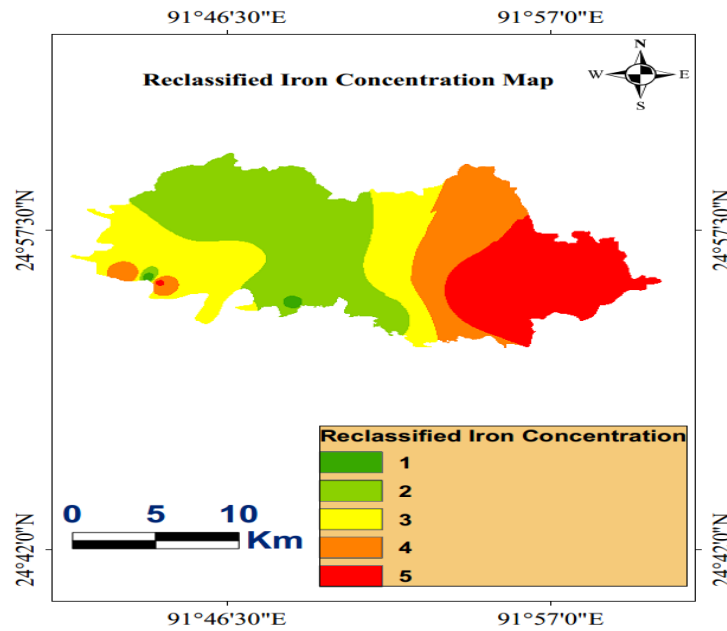 91°46'30"E 91°57'0"E
Reclassified Iron Concentration Map
N
W E
S
24°57'30"N 24°57'30"N
Reclassified Iron Concentration
1
2
3
4
5
0 5 10
Km
24°42'0"N 24°42'0"N
91°46'30"E 91°57'0"E